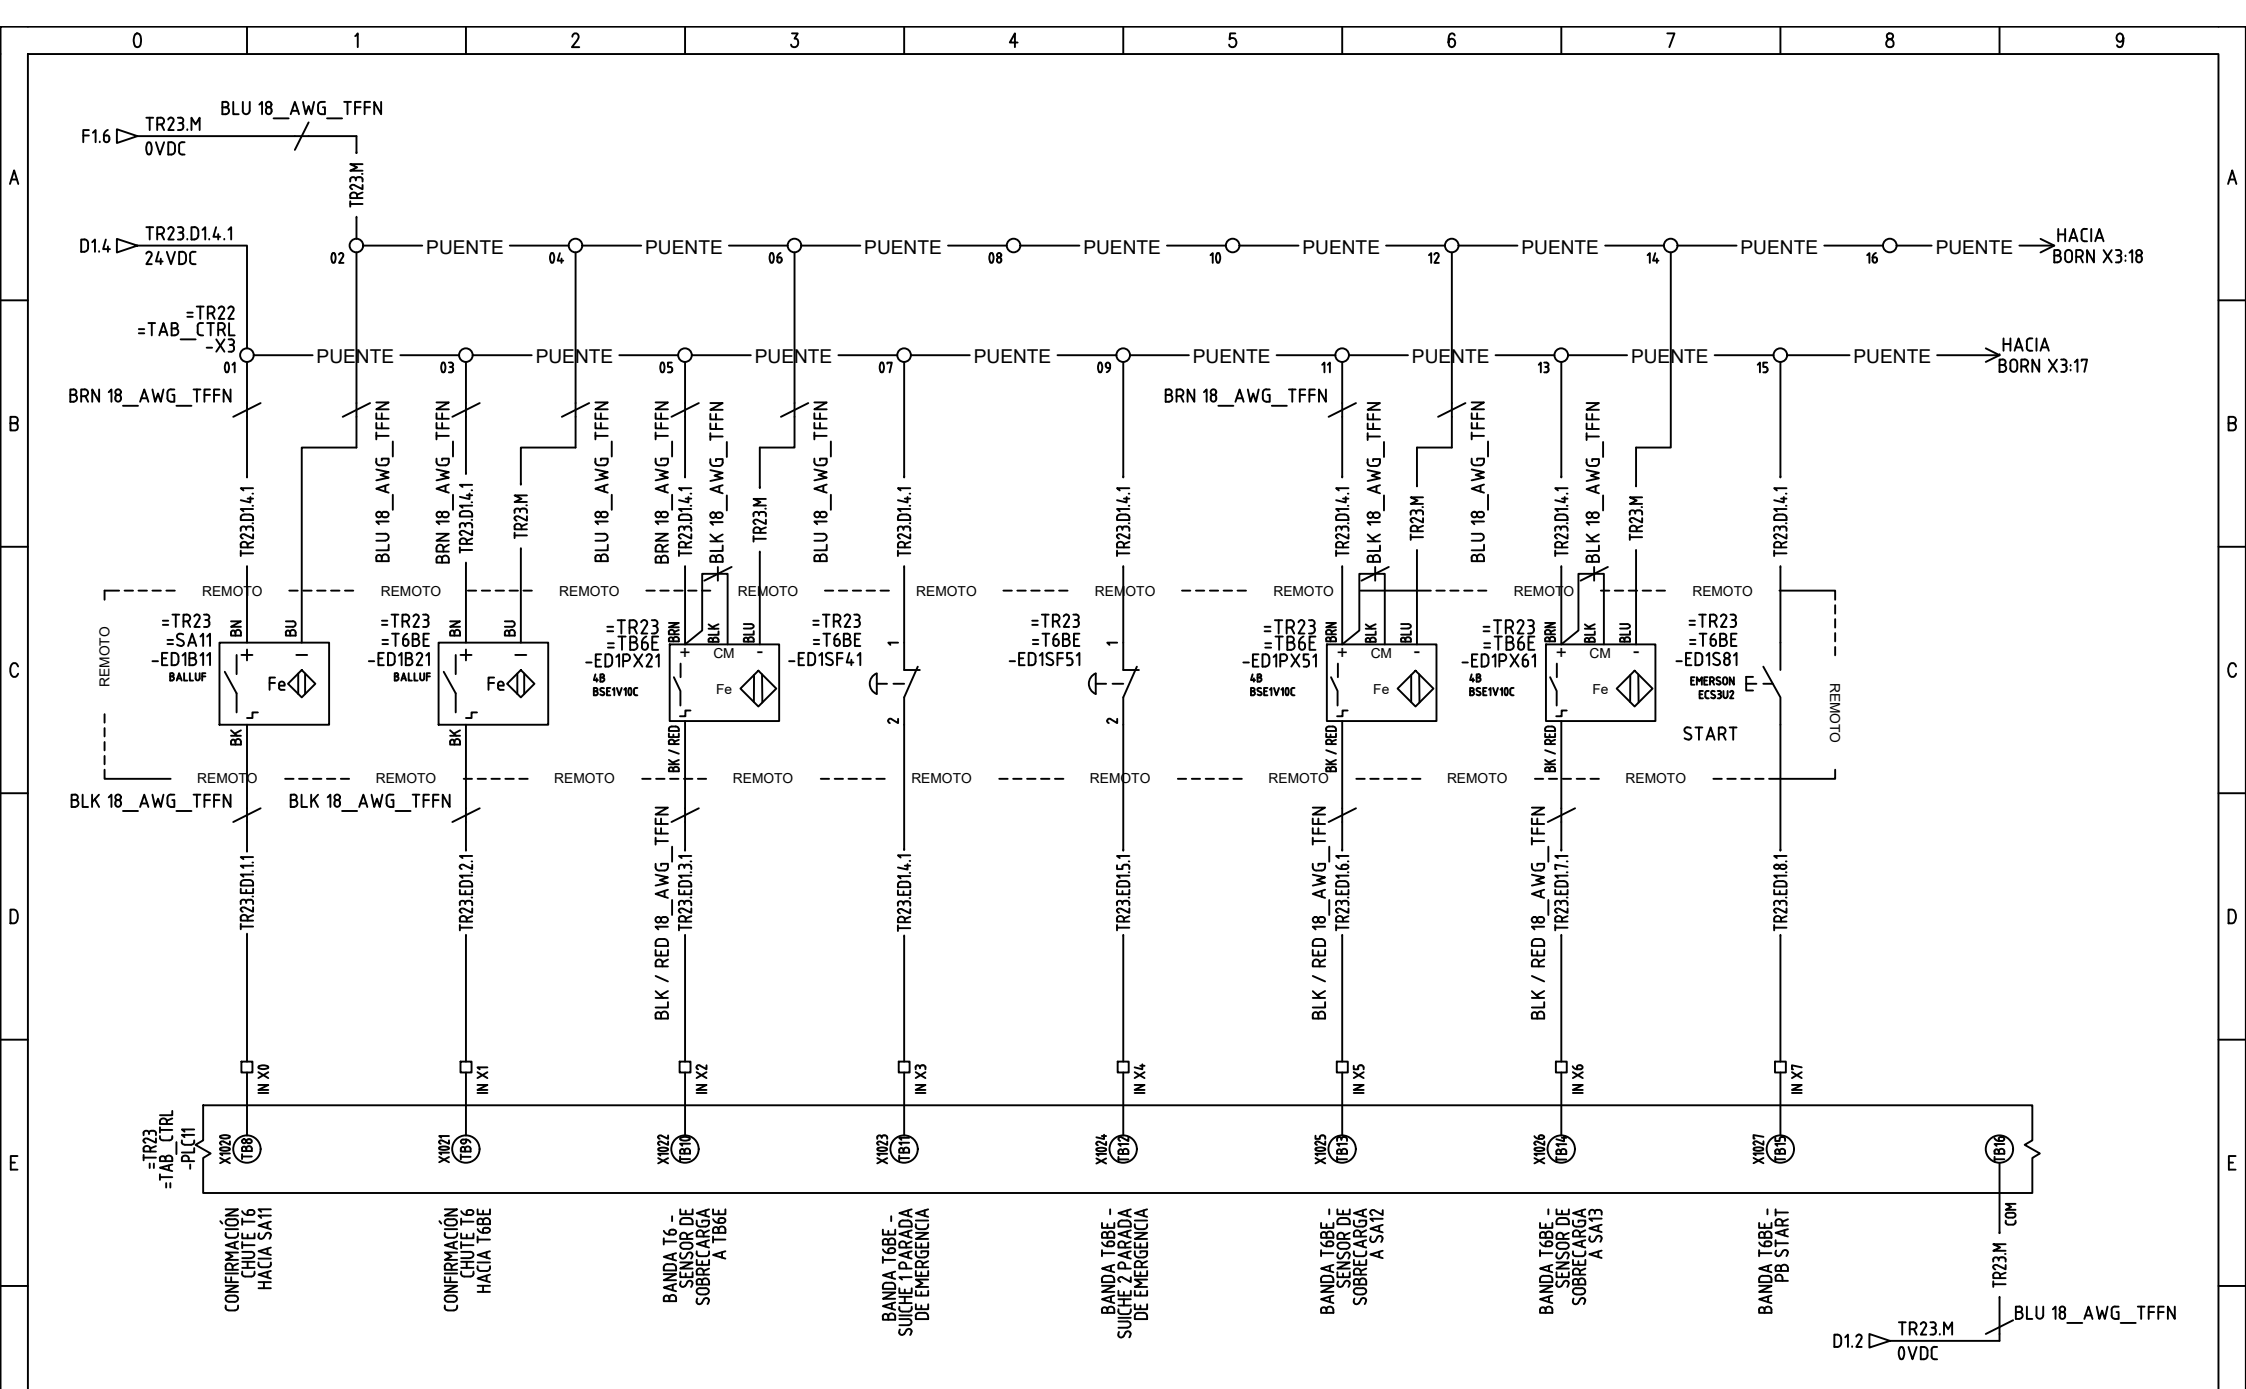 0 1 2 3 4 5 6 7 8 9
BLU 18_AWG_TFFN
F1.6 TR23.M
0VDC
TR23.M
A A
D1.4 TR23.D1.4.1
24VDC
02 PUENTE 04 PUENTE 06 PUENTE 08 PUENTE 10 PUENTE 12 PUENTE 14 PUENTE 16 PUENTE
HACIA
BORN X3:18
=TR22
=TAB_CTRL
-X3
01 PUENTE 03 PUENTE 05 PUENTE 07 PUENTE 09 PUENTE 11 PUENTE 13 PUENTE 15 PUENTE
HACIA
BORN X3:17
BRN 18_AWG_TFFN
BRN 18_AWG_TFFN
B B
BLU 18_AWG_TFFN
BRN 18_AWG_TFFN
BLU 18_AWG_TFFN
BRN 18_AWG_TFFN
BLK 18_AWG_TFFN
BLU 18_AWG_TFFN
BLK 18_AWG_TFFN
BLU 18_AWG_TFFN
BLK 18_AWG_TFFN
TR23.D1.4.1
TR23.D1.4.1
TR23.M
TR23.D1.4.1
TR23.M
TR23.D1.4.1
TR23.D1.4.1
TR23.D1.4.1
TR23.M
TR23.D1.4.1
TR23.M
TR23.D1.4.1
REMOTO REMOTO REMOTO REMOTO REMOTO REMOTO REMOTO REMOTO REMOTO
REMOTO
C C
=TR23
=SA11
-ED1B11
BALLUF
BN BU
+ −
Fe
BK
=TR23
=T6BE
-ED1B21
BALLUF
BN BU
+ −
Fe
BK
=TR23
=TB6E
-ED1PX21
4B
BSE1V10C
BRN BLK BLU
+ CM -
Fe
BK / RED
=TR23
=T6BE
-ED1SF41
1
2
=TR23
=T6BE
-ED1SF51
1
2
=TR23
=TB6E
-ED1PX51
4B
BSE1V10C
BRN BLK BLU
+ CM -
Fe
BK / RED
=TR23
=TB6E
-ED1PX61
4B
BSE1V10C
BRN BLK BLU
+ CM -
Fe
BK / RED
=TR23
=T6BE
-ED1S81
EMERSON
ECS3U2
START
REMOTO
REMOTO REMOTO REMOTO REMOTO REMOTO REMOTO REMOTO REMOTO REMOTO
BLK 18_AWG_TFFN
BLK 18_AWG_TFFN
BLK / RED 18_AWG_TFFN
BLK / RED 18_AWG_TFFN
BLK / RED 18_AWG_TFFN
D D
TR23.ED1.1.1
TR23.ED1.2.1
TR23.ED1.3.1
TR23.ED1.4.1
TR23.ED1.5.1
TR23.ED1.6.1
TR23.ED1.7.1
TR23.ED1.8.1
IN X0
IN X1
IN X2
IN X3
IN X4
IN X5
IN X6
IN X7
E E
=TR23
=TAB_CTRL
-PLC11
X1020 TB8
X1021 TB9
X1022 TB10
X1023 TB11
X1024 TB12
X1025 TB13
X1026 TB14
X1027 TB15
TB16
COM
CONFIRMACIÓN
CHUTE T6
HACIA SA11
CONFIRMACIÓN
CHUTE T6
HACIA T6BE
BANDA T6 -
SENSOR DE
SOBRECARGA
A TB6E
BANDA T6BE -
SUICHE 1 PARADA
DE EMERGENCIA
BANDA T6BE -
SUICHE 2 PARADA
DE EMERGENCIA
BANDA T6BE -
SENSOR DE
SOBRECARGA
A SA12
BANDA T6BE -
SENSOR DE
SOBRECARGA
A SA13
BANDA T6BE -
PB START
TR23.M
BLU 18_AWG_TFFN
D1.2 TR23.M
0VDC